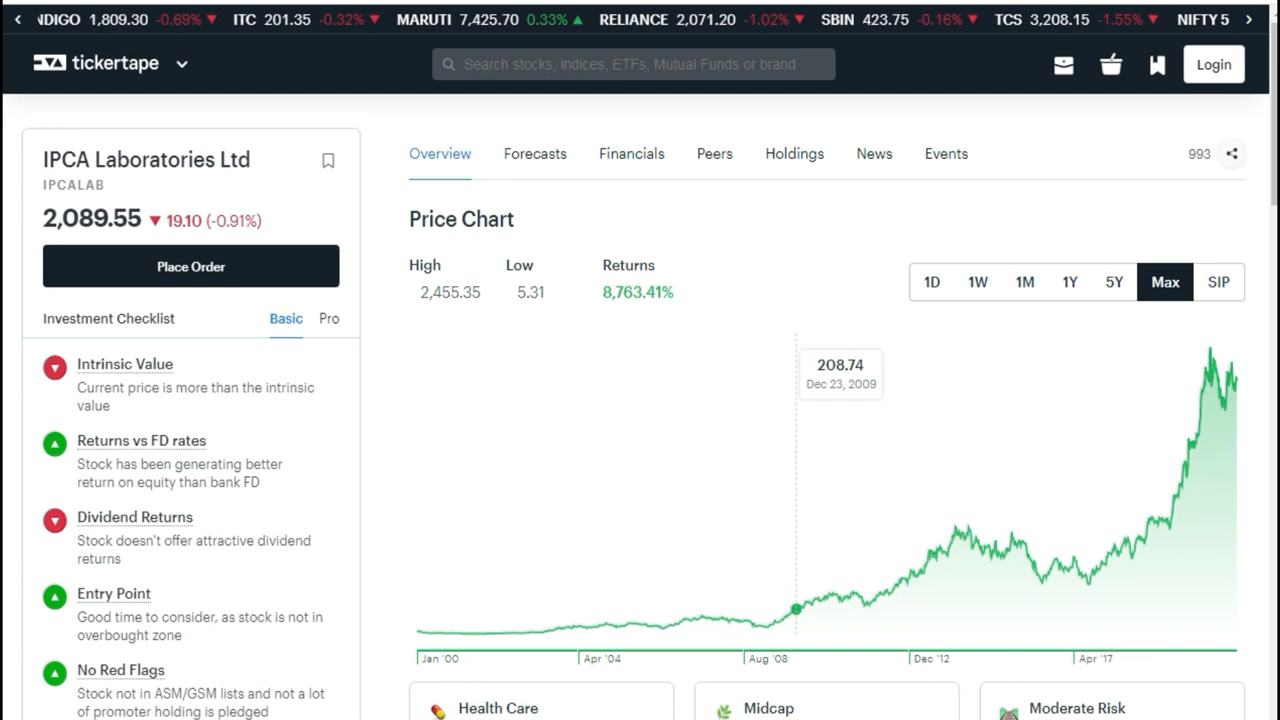 NDIGO 1,809.30 -0.69% ITC 201.35 -0.32% MARUTI 7,425.70 0.33% RELIANCE 2,071.20 -1.02% SBIN 423.75 -0.16% TCS 3,208.15 -1.55% NIFTY 5
tickertape
Search stocks, indices, ETFs, Mutual Funds or brand
Login
IPCA Laboratories Ltd
IPCALAB
2,089.55 19.10 (-0.91%)
Place Order
Investment Checklist Basic Pro
Intrinsic Value
Current price is more than the intrinsic
value
Returns vs FD rates
Stock has been generating better
return on equity than bank FD
Dividend Returns
Stock doesn't offer attractive dividend
returns
Entry Point
Good time to consider, as stock is not in
overbought zone
No Red Flags
Stock not in ASM/GSM lists and not a lot
of promoter holding is pledged
Overview Forecasts Financials Peers Holdings News Events 993
Price Chart
High Low Returns
2,455.35 5.31 8,763.41%
1D 1W 1M 1Y 5Y Max SIP
208.74
Dec 23, 2009
Jan '00 Apr '04 Aug '08 Dec '12 Apr '17
Health Care Midcap Moderate Risk